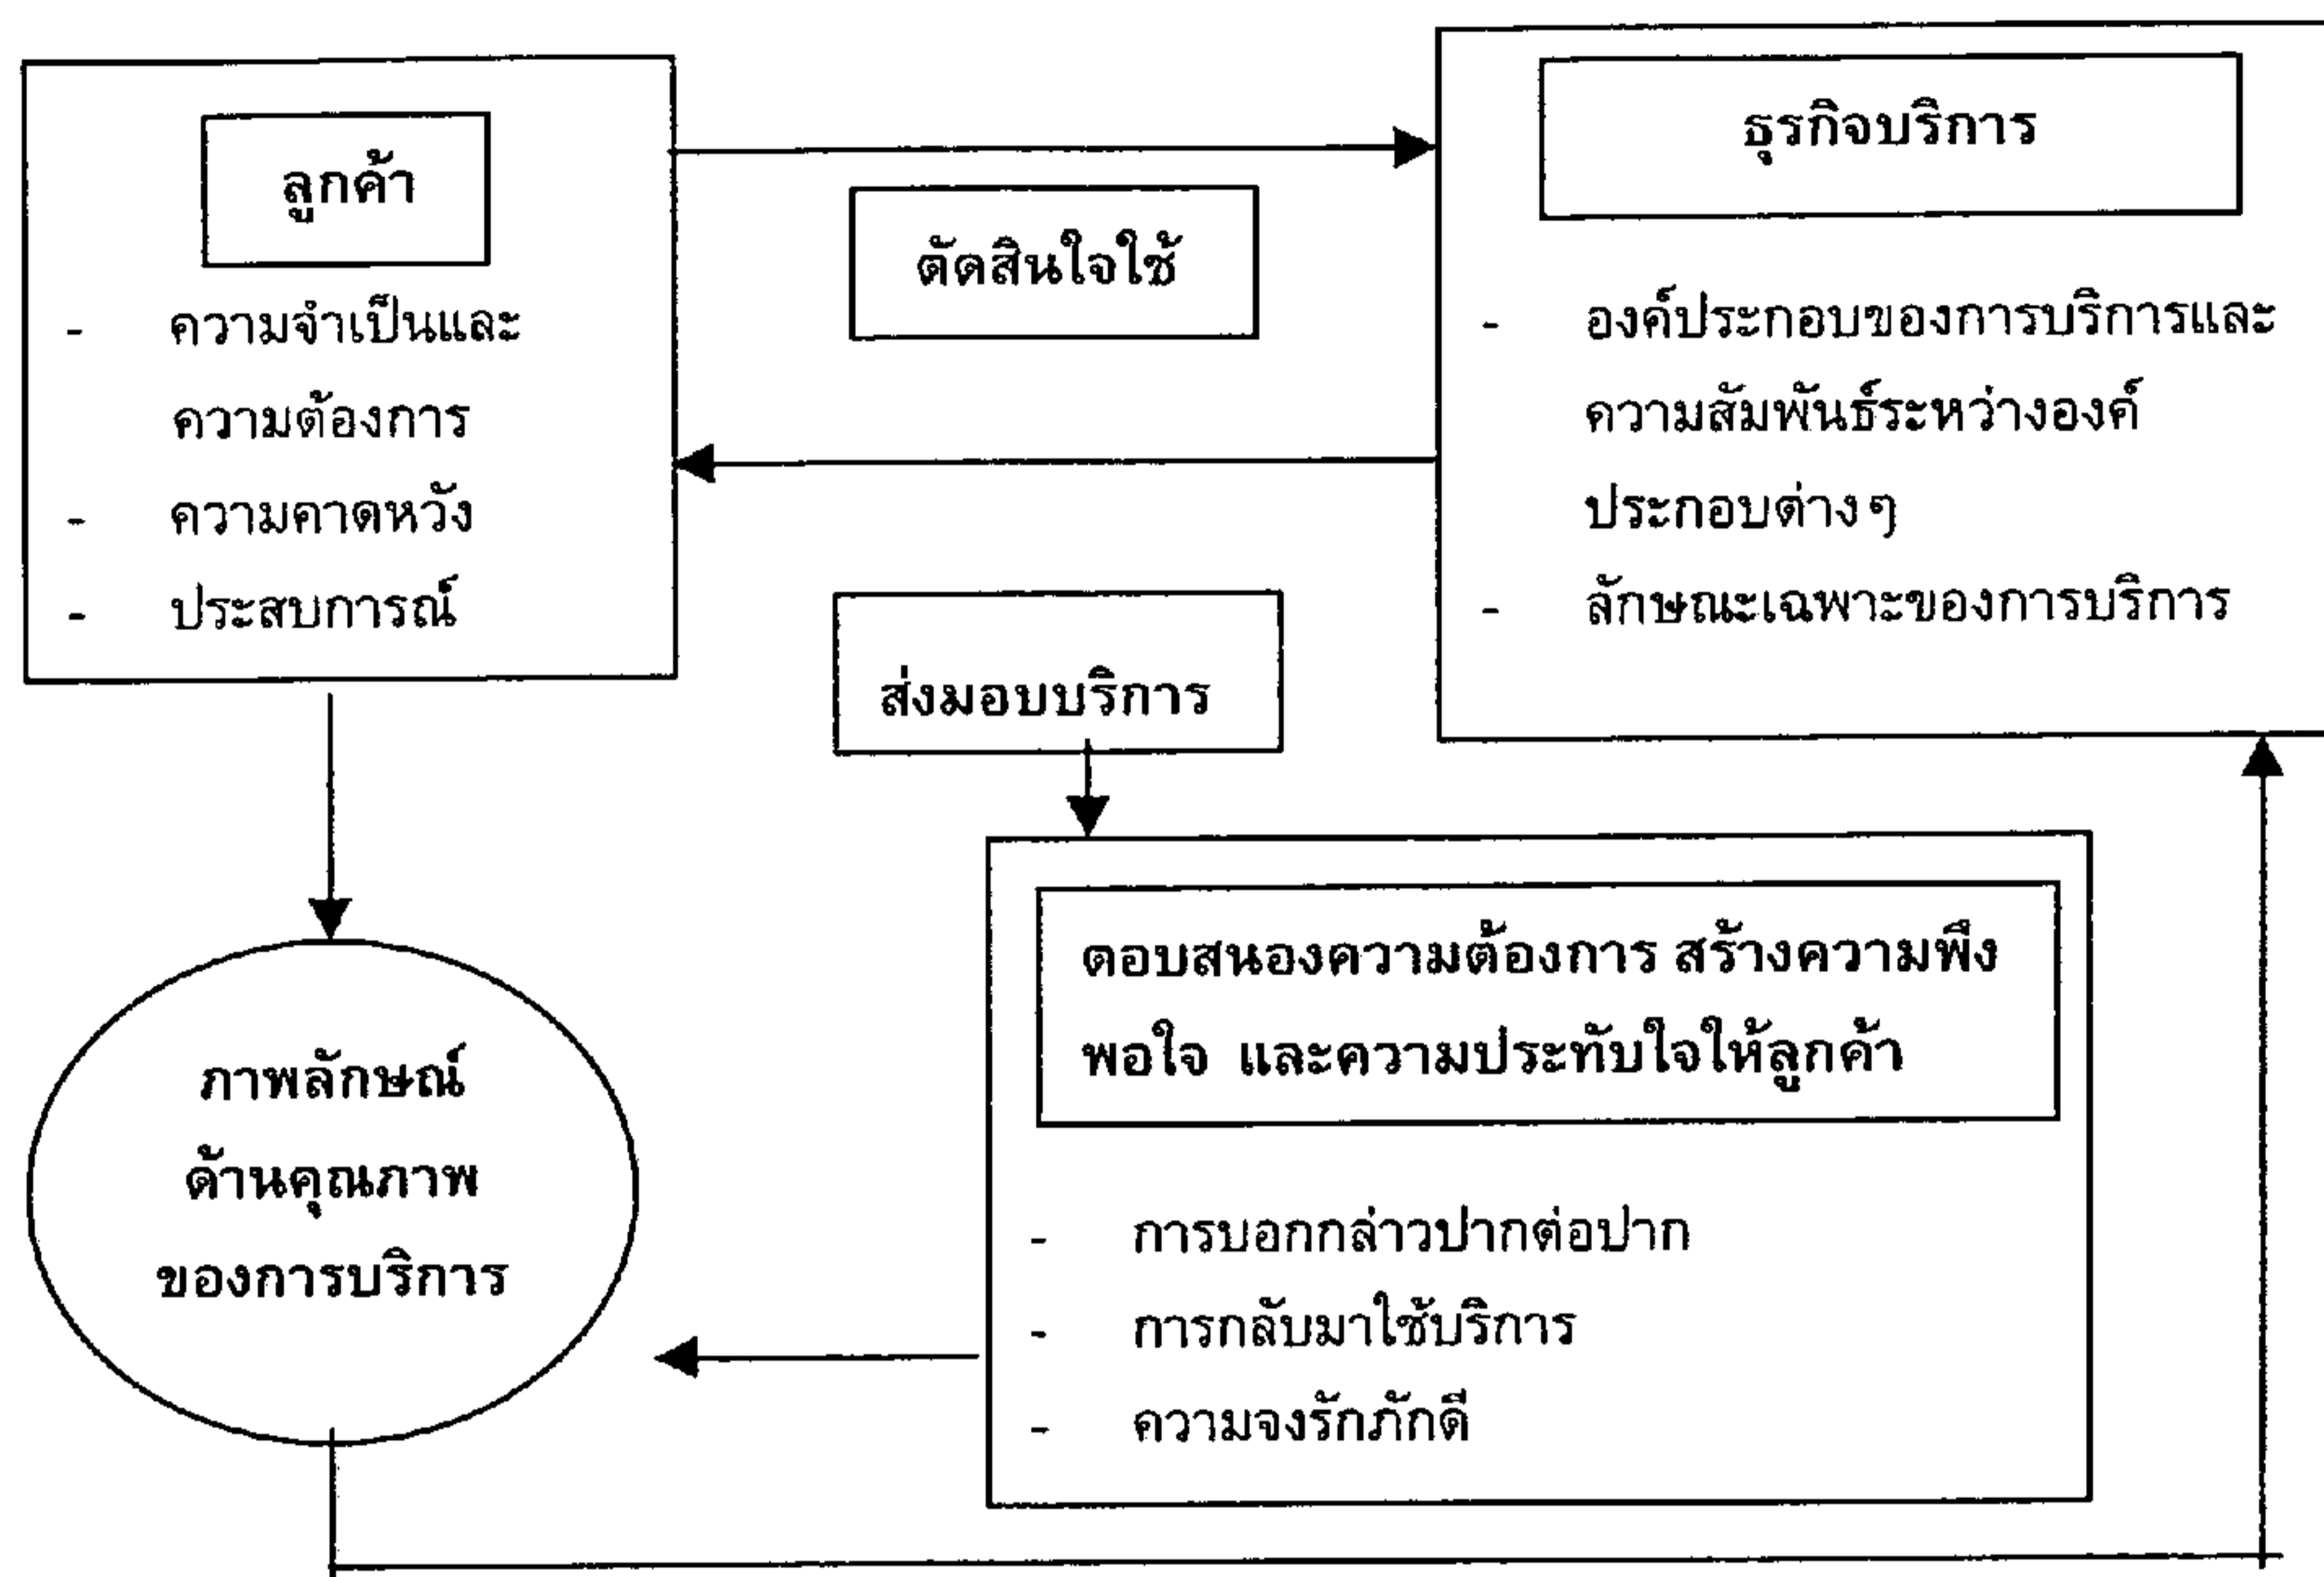 ลูกค้า
- ความจำเป็นและ
ความต้องการ
- ความคาดหวัง
- ประสบการณ์
ตัดสินใจใช้
ธุรกิจบริการ
- องค์ประกอบของการบริการและ
ความสัมพันธ์ระหว่างองค์
ประกอบต่างๆ
- ลักษณะเฉพาะของการบริการ
ส่งมอบบริการ
ตอบสนองความต้องการ สร้างความพึง
พอใจ และความประทับใจให้ลูกค้า
- การบอกกล่าวปากต่อปาก
- การกลับมาใช้บริการ
- ความจงรักภักดี
ภาพลักษณ์
ด้านคุณภาพ
ของการบริการ